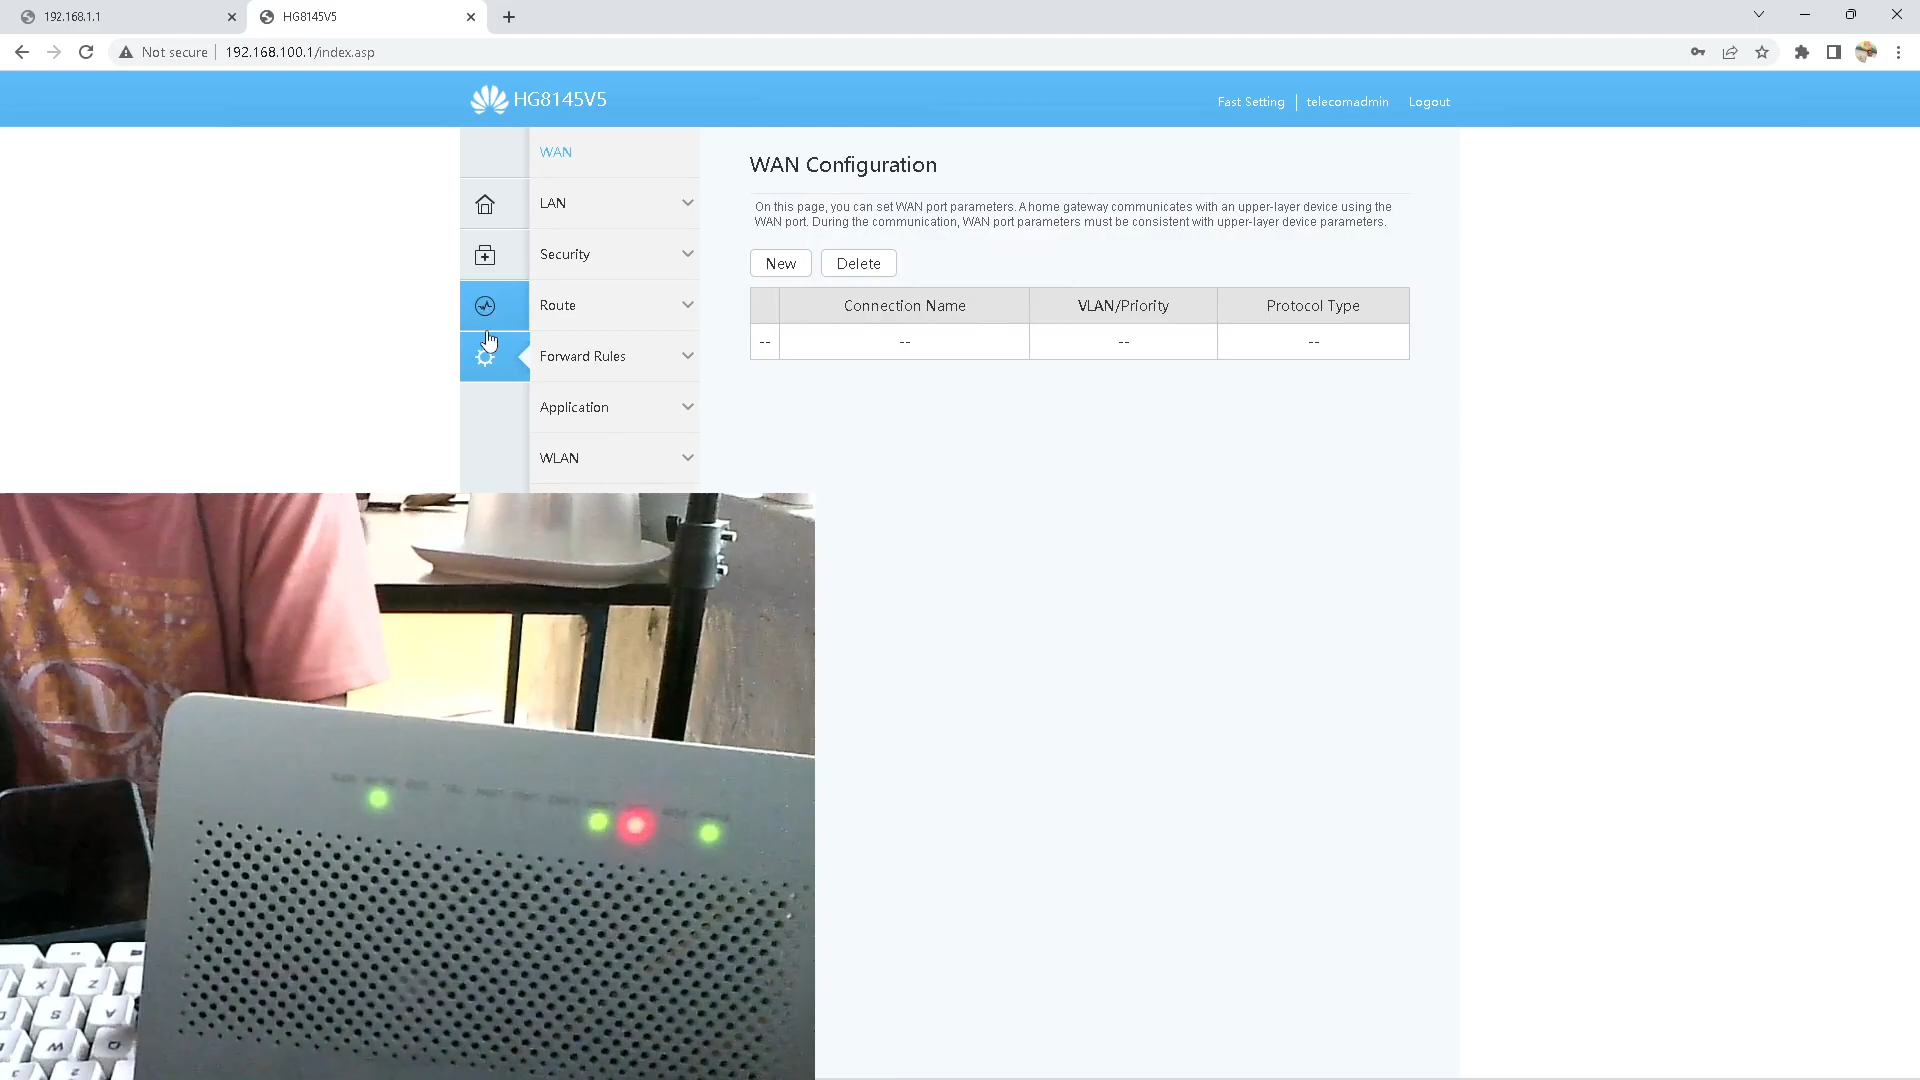 192.168.1.1
HG8145V5
Not secure
192.168.100.1/index.asp
HG8145V5
Fast Setting
telecomadmin
Logout
WAN
LAN
Security
Route
Forward Rules
Application
WLAN
WAN Configuration
On this page, you can set WAN port parameters. A home gateway communicates with an upper-layer device using the
WAN port. During the communication, WAN port parameters must be consistent with upper-layer device parameters.
New
Delete
Connection Name
VLAN/Priority
Protocol Type
--
--
--
--
X
Z
S
A
W
Q